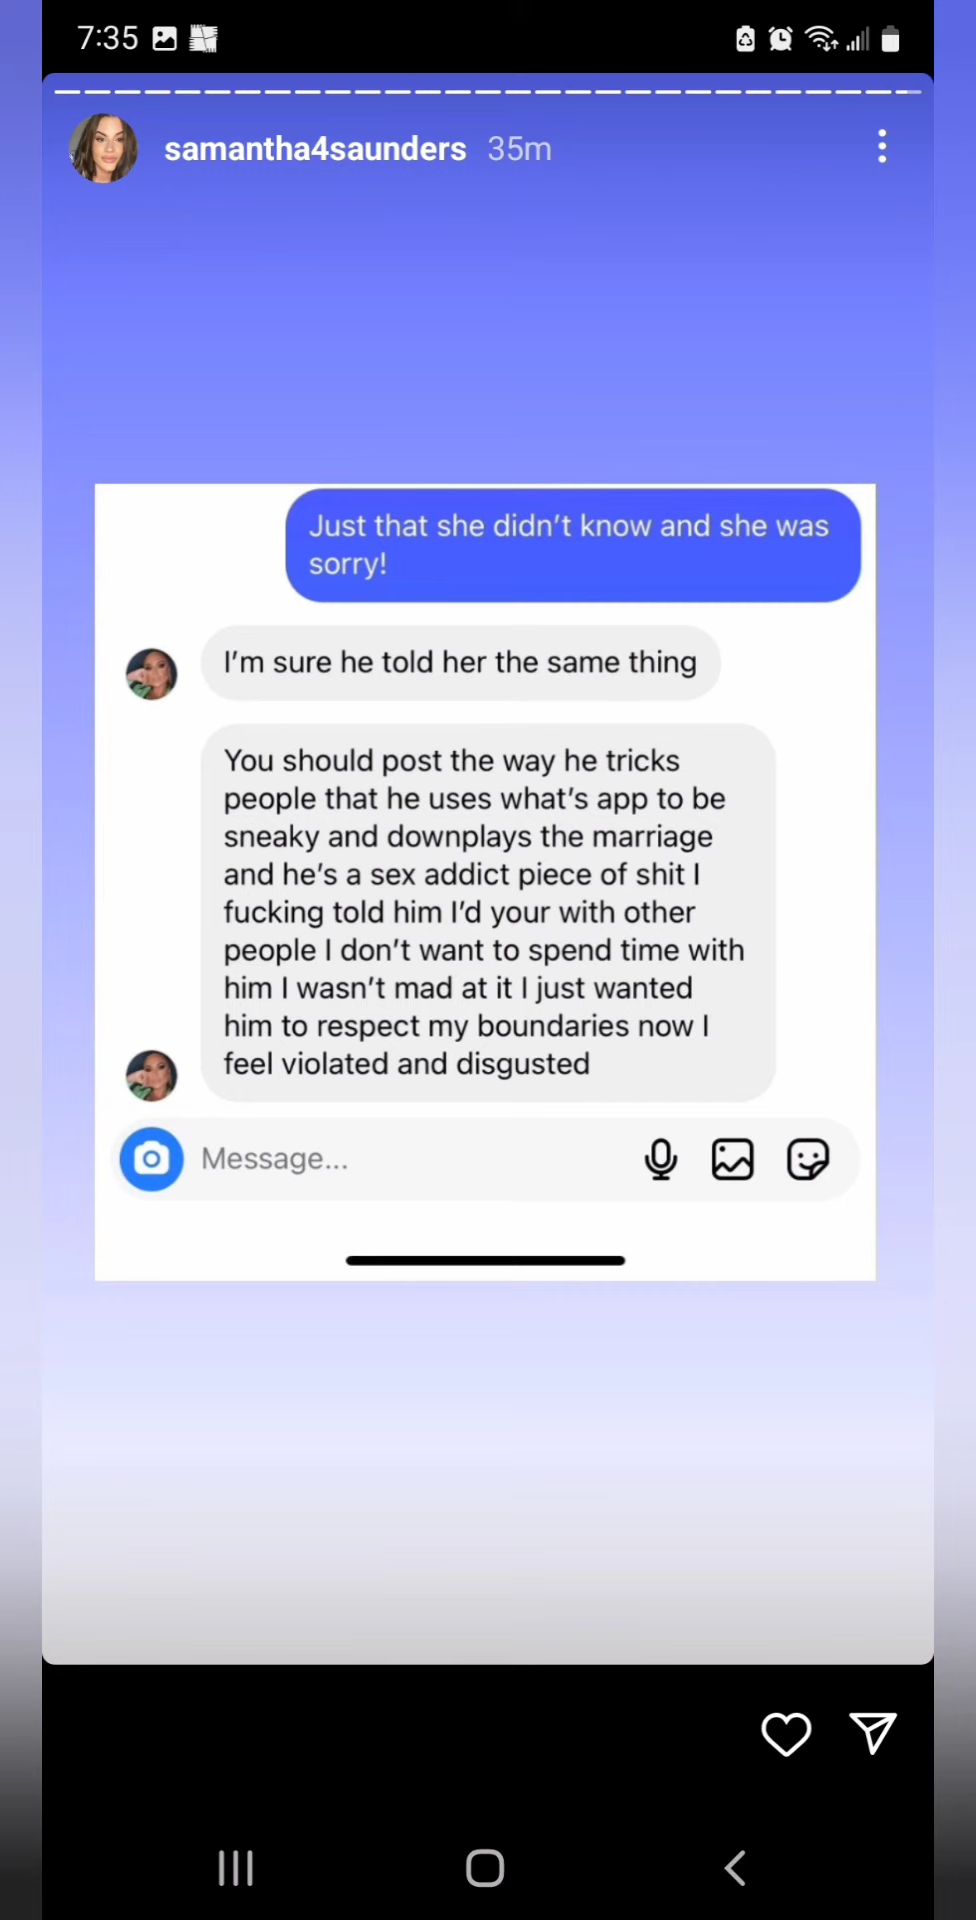 7:35
samantha4saunders 35m
Just that she didn't know and she was
sorry!
I'm sure he told her the same thing
You should post the way he tricks
people that he uses what's app to be
sneaky and downplays the marriage
and he's a sex addict piece of shit I
fucking told him I'd your with other
people I don't want to spend time with
him I wasn't mad at it I just wanted
him to respect my boundaries now I
feel violated and disgusted
Message...